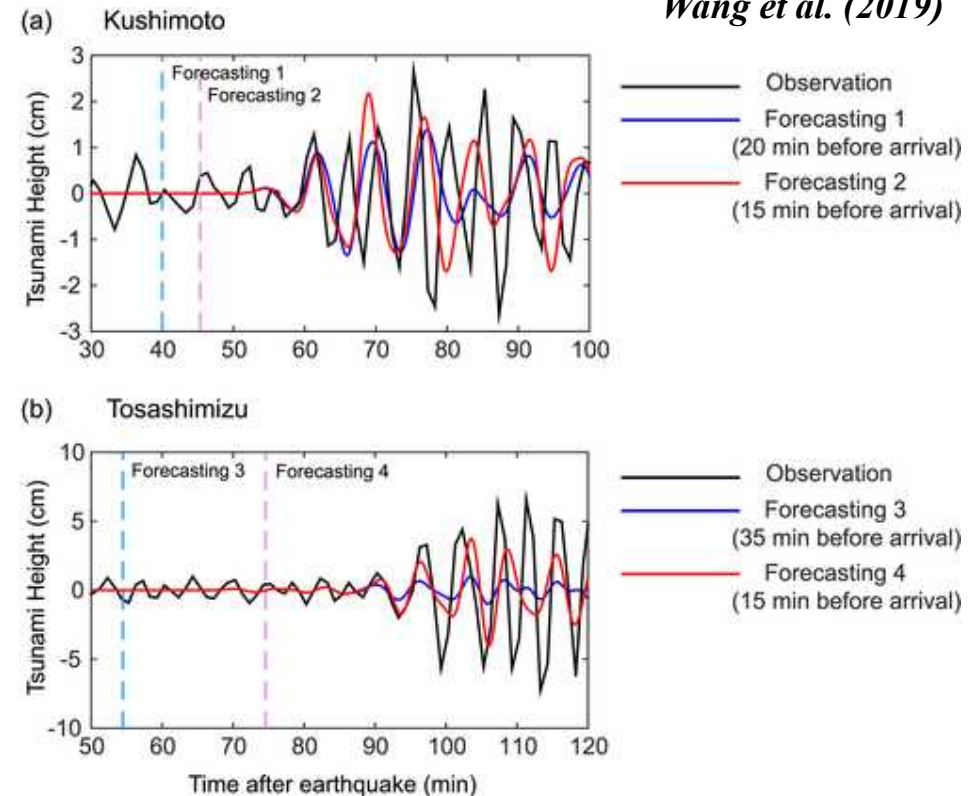 Wang et al. (2019)
(a) Kushimoto
Tsunami Height (cm)
3
2
1
0
-1
-2
-3
Forecasting 1
Forecasting 2
30 40 50 60 70 80 90 100
Observation
Forecasting 1
(20 min before arrival)
Forecasting 2
(15 min before arrival)
(b) Tosashimizu
Tsunami Height (cm)
10
5
0
-5
-10
Forecasting 3 Forecasting 4
50 60 70 80 90 100 110 120
Time after earthquake (min)
Observation
Forecasting 3
(35 min before arrival)
Forecasting 4
(15 min before arrival)